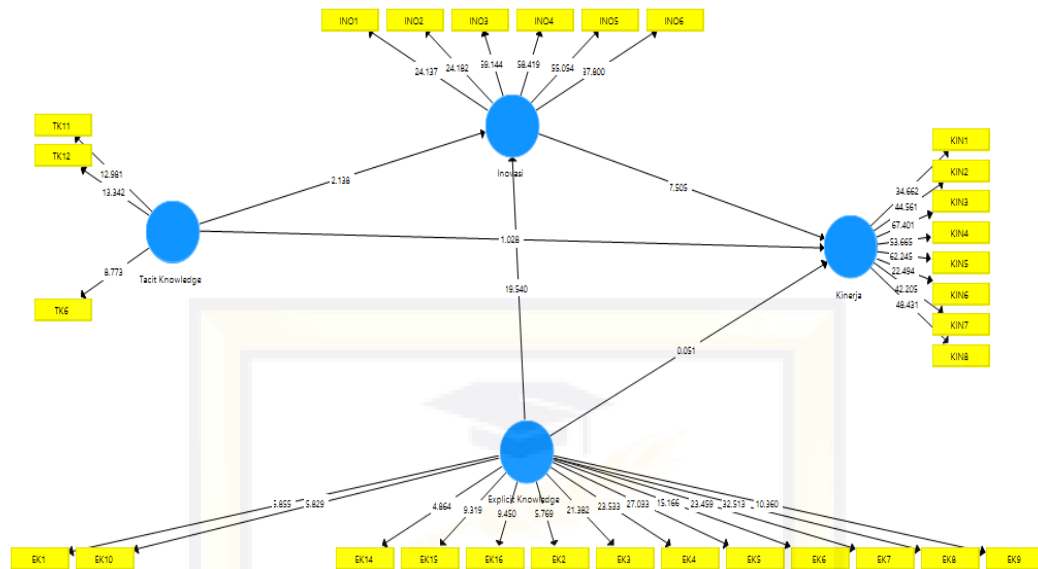 INO1 INO2 INO3 INO4 INO5 INO6
24.137 24.182 58.419 55.054
Inovasi
TK11
TK12
12.981
13.342
Tacit Knowledge
8.773
TK6
2.138
1.028
7.505
19.540
0.051
KIN1
KIN2
KIN3
KIN4
KIN5
KIN6
KIN7
KIN8
34.662
44.561
67.401
53.665
62.245
22.494
42.205
48.431
Kinerja
Explicit Knowledge
5.829 4.864 9.319 9.450 5.769 21.382 23.533 27.033 15.166 23.459 32.513 10.360
EK1 EK10 EK14 EK15 EK16 EK2 EK3 EK4 EK5 EK6 EK7 EK8 EK9